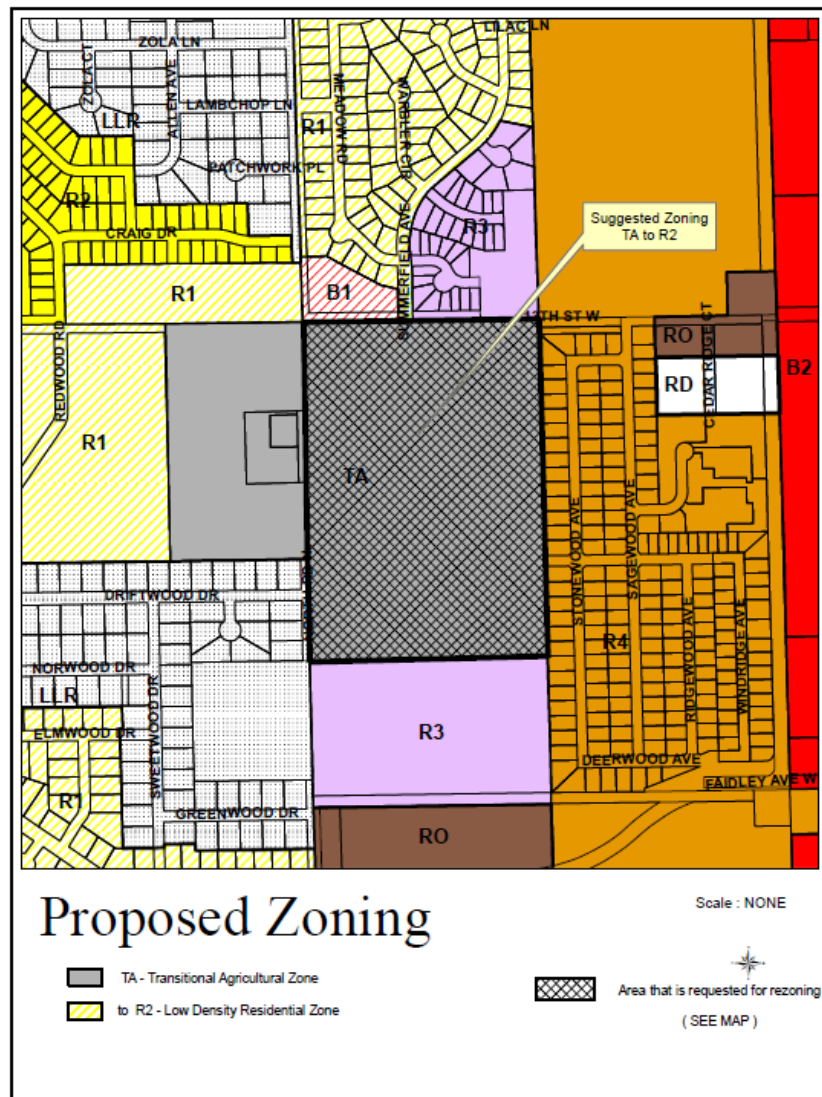 LILAC LN
ZOLA LN
ZOLA CT
ALLEN AVE
MEADOW RD
WARBLER CIR
LAMBCHOP LN
LLR
R1
PATCHWORK PL
R2
R3
SUMMERFIELD AVE
Suggested Zoning
TA to R2
CRAIG DR
R1
B1
13TH ST W
REDWOOD RD
RO
CEDAR RIDGE CT
B2
RD
R1
TA
STONEWOOD AVE
SAGEWOOD AVE
DRIFTWOOD DR
RIDGEWOOD AVE
WINDRIDGE AVE
R4
NORWOOD DR
LLR
SWEETWOOD DR
ELMWOOD DR
R3
DEERWOOD AVE
FAIDLEY AVE W
R1
GREENWOOD DR
RO
Proposed Zoning
Scale : NONE
TA - Transitional Agricultural Zone
to R2 - Low Density Residential Zone
Area that is requested for rezoning
( SEE MAP )